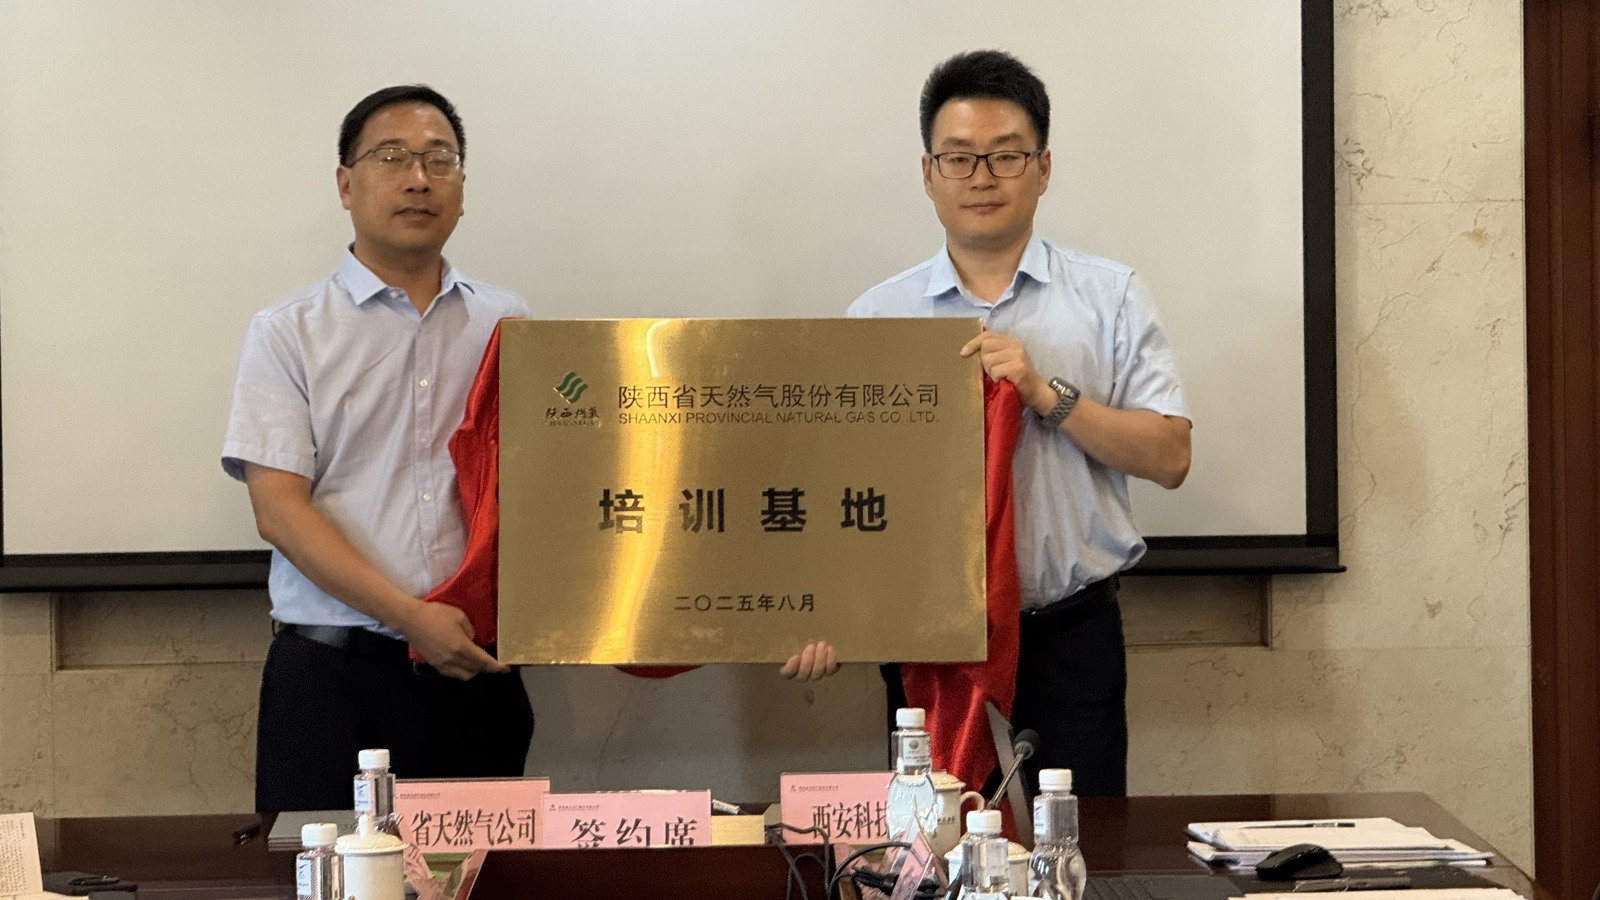 陕西燃气
陕西省天然气股份有限公司
SHAANXI PROVINCIAL NATURAL GAS CO.,LTD.
培训基地
二〇二五年八月
省天然气公司
签约席
西安科技